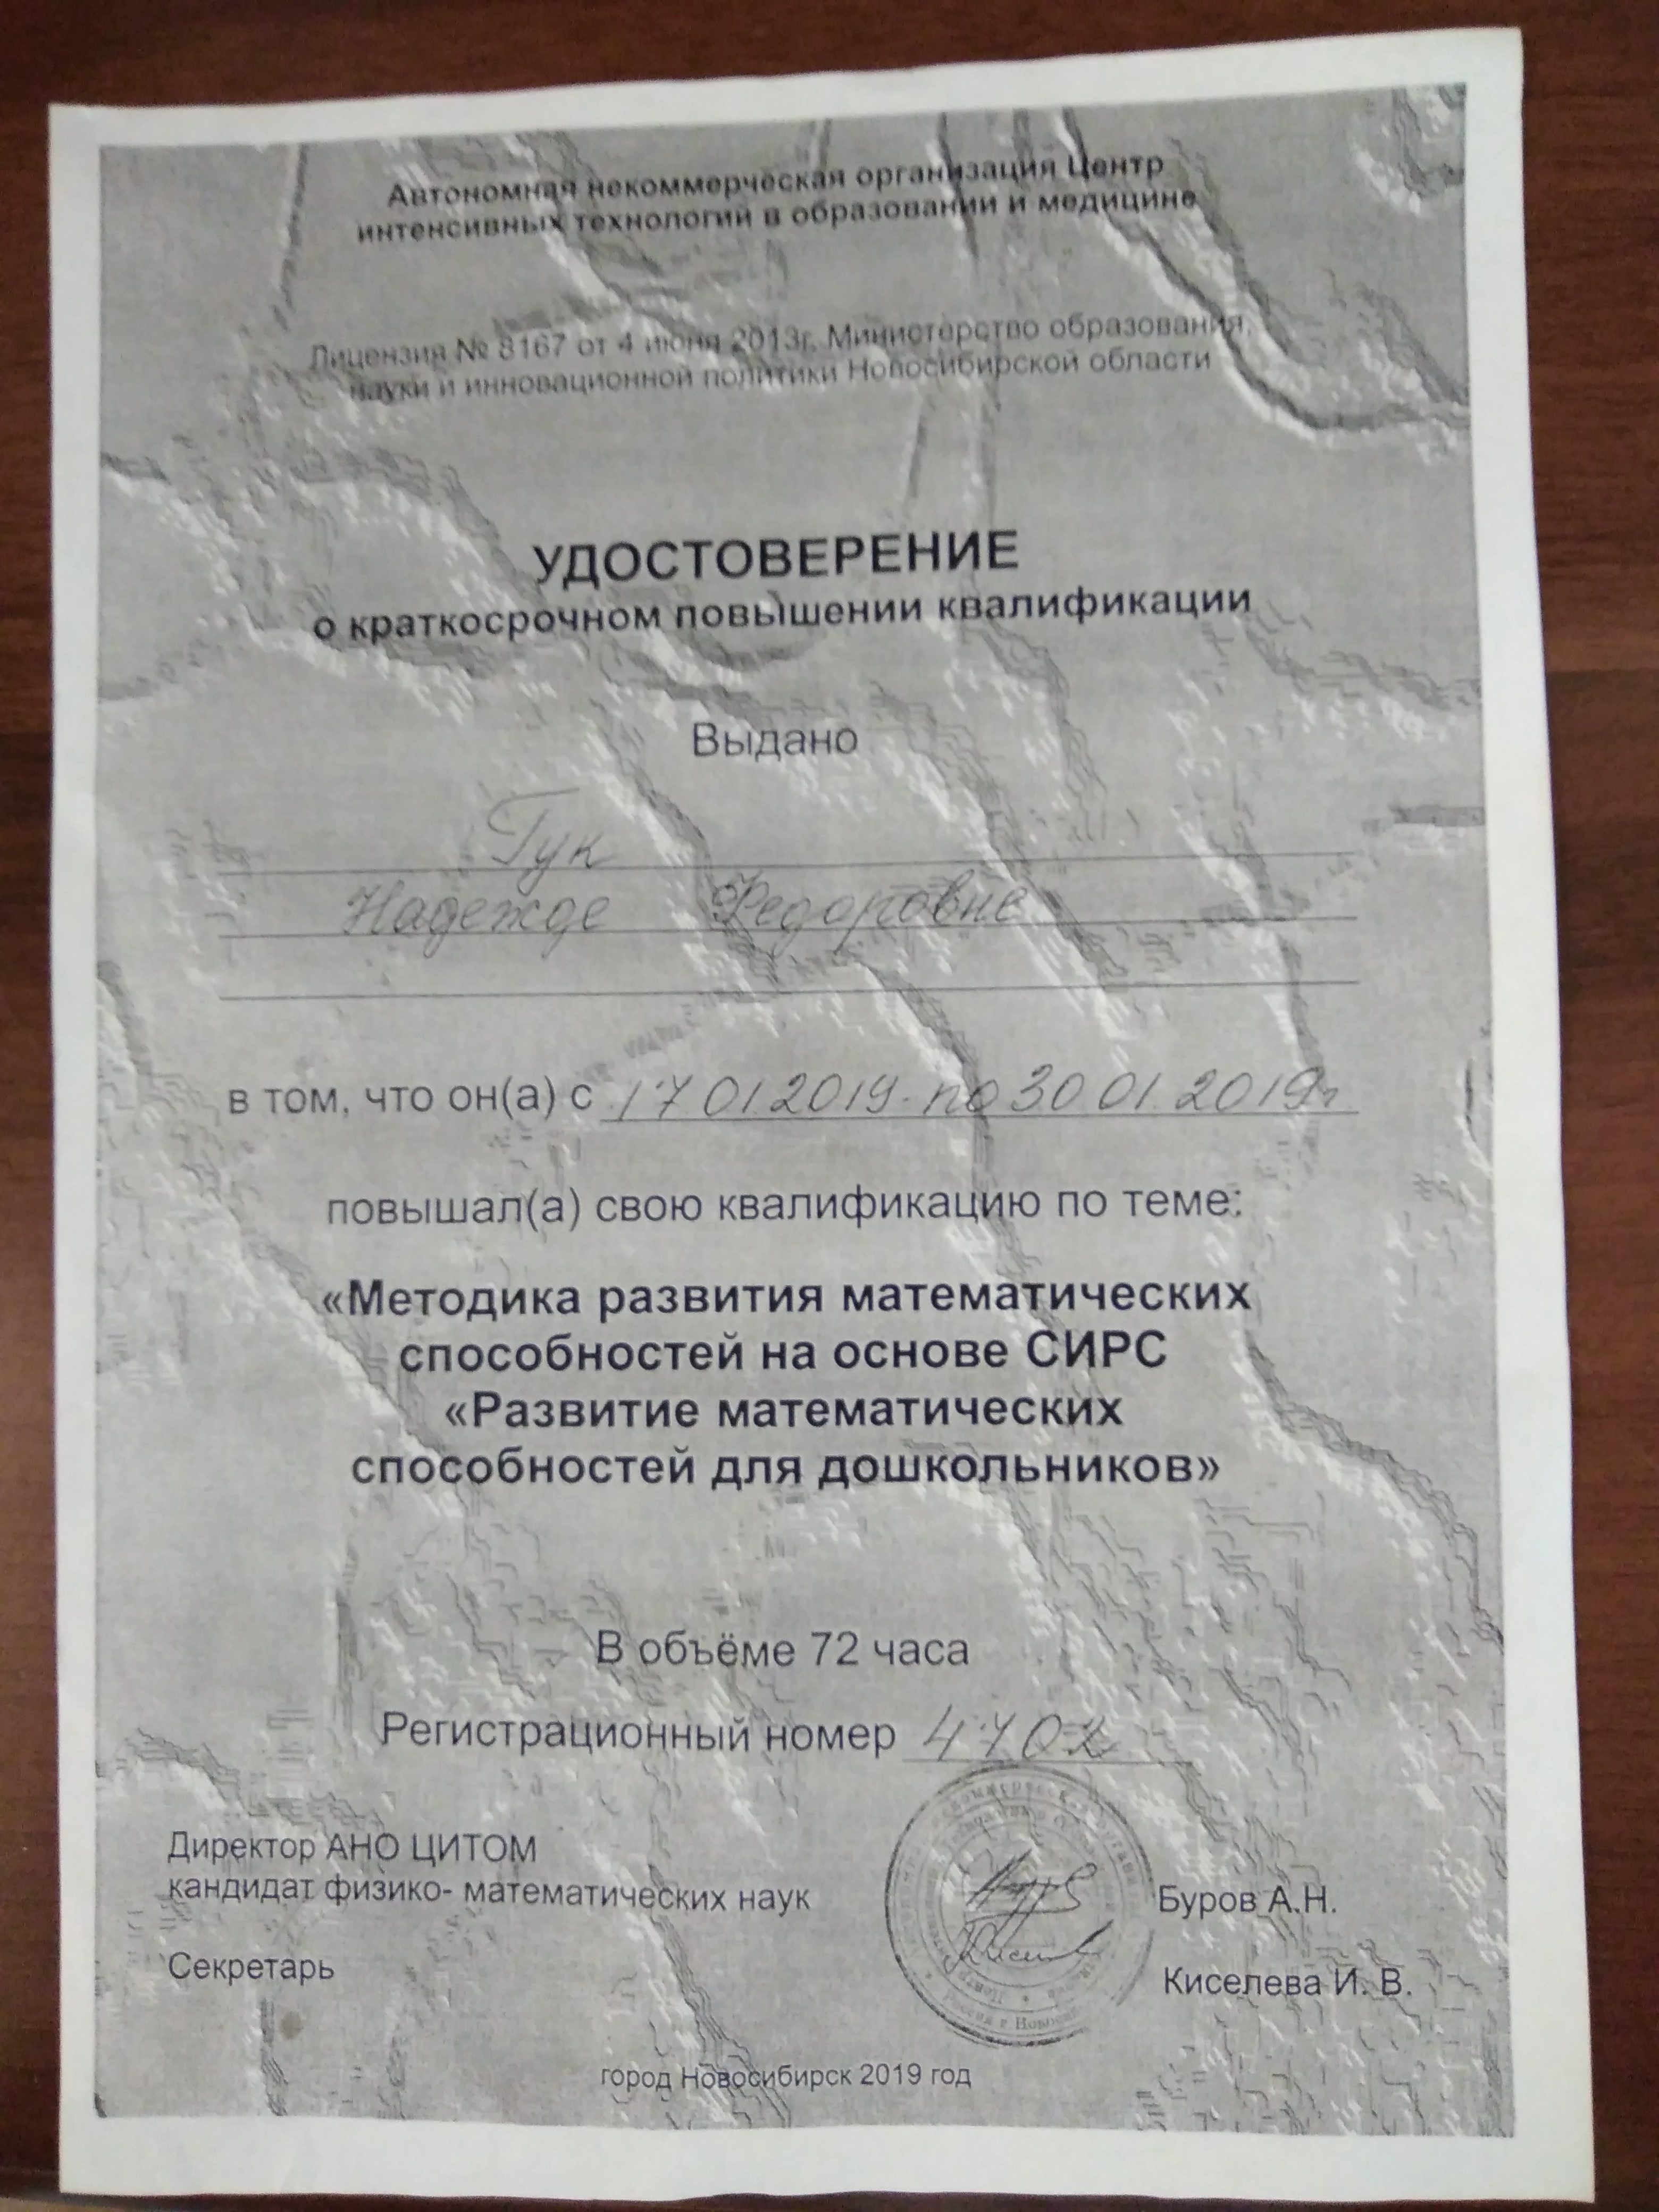 Автономная некоммерческая организация Центр
интенсивных технологий в образовании и медицине
Лицензия № 8167 от 4 июня 2013г. Министерство образования,
науки и инновационной политики Новосибирской области
УДОСТОВЕРЕНИЕ
о краткосрочном повышении квалификации
Выдано
Гук
Надежде Федоровне
в том, что он(а) с 17 01 2019 по 30 01 2019г
повышал(а) свою квалификацию по теме:
«Методика развития математических
способностей на основе СИРС
«Развитие математических
способностей для дошкольников»
В объёме 72 часа
Регистрационный номер 4702
Директор АНО ЦИТОМ
кандидат физико- математических наук
Буров А.Н.
Секретарь
Киселева И. В.
город Новосибирск 2019 год